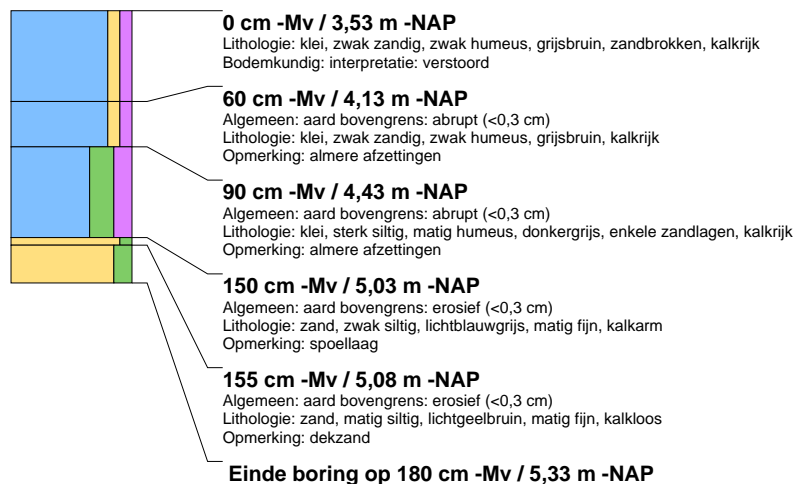 0 cm -Mv / 3,53 m -NAP
Lithologie: klei, zwak zandig, zwak humeus, grijsbruin, zandbrokken, kalkrijk
Bodemkundig: interpretatie: verstoord
60 cm -Mv / 4,13 m -NAP
Algemeen: aard bovengrens: abrupt (<0,3 cm)
Lithologie: klei, zwak zandig, zwak humeus, grijsbruin, kalkrijk
Opmerking: almere afzettingen
90 cm -Mv / 4,43 m -NAP
Algemeen: aard bovengrens: abrupt (<0,3 cm)
Lithologie: klei, sterk siltig, matig humeus, donkergrijs, enkele zandlagen, kalkrijk
Opmerking: almere afzettingen
150 cm -Mv / 5,03 m -NAP
Algemeen: aard bovengrens: erosief (<0,3 cm)
Lithologie: zand, zwak siltig, lichtblauwgrijs, matig fijn, kalkarm
Opmerking: spoellaag
155 cm -Mv / 5,08 m -NAP
Algemeen: aard bovengrens: erosief (<0,3 cm)
Lithologie: zand, matig siltig, lichtgeelbruin, matig fijn, kalkloos
Opmerking: dekzand
Einde boring op 180 cm -Mv / 5,33 m -NAP